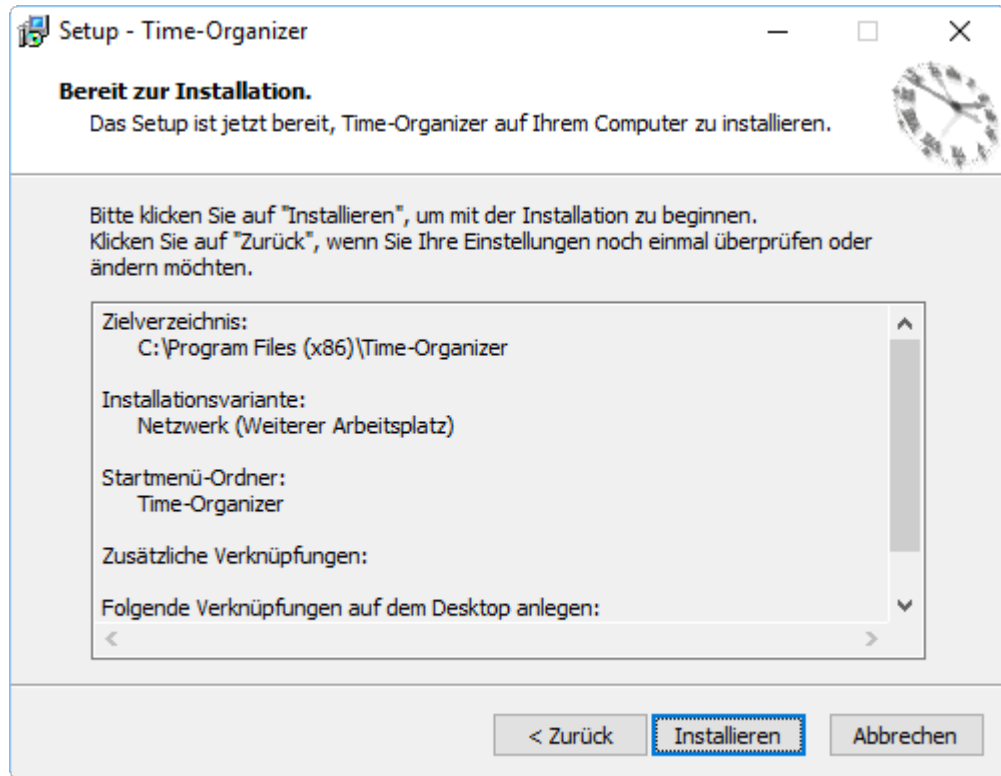 Setup - Time-Organizer
Bereit zur Installation.
Das Setup ist jetzt bereit, Time-Organizer auf Ihrem Computer zu installieren.
Bitte klicken Sie auf "Installieren", um mit der Installation zu beginnen.
Klicken Sie auf "Zurück", wenn Sie Ihre Einstellungen noch einmal überprüfen oder
ändern möchten.
Zielverzeichnis:
C:\Program Files (x86)\Time-Organizer
Installationsvariante:
Netzwerk (Weiterer Arbeitsplatz)
Startmenü-Ordner:
Time-Organizer
Zusätzliche Verknüpfungen:
Folgende Verknüpfungen auf dem Desktop anlegen:
< Zurück
Installieren
Abbrechen